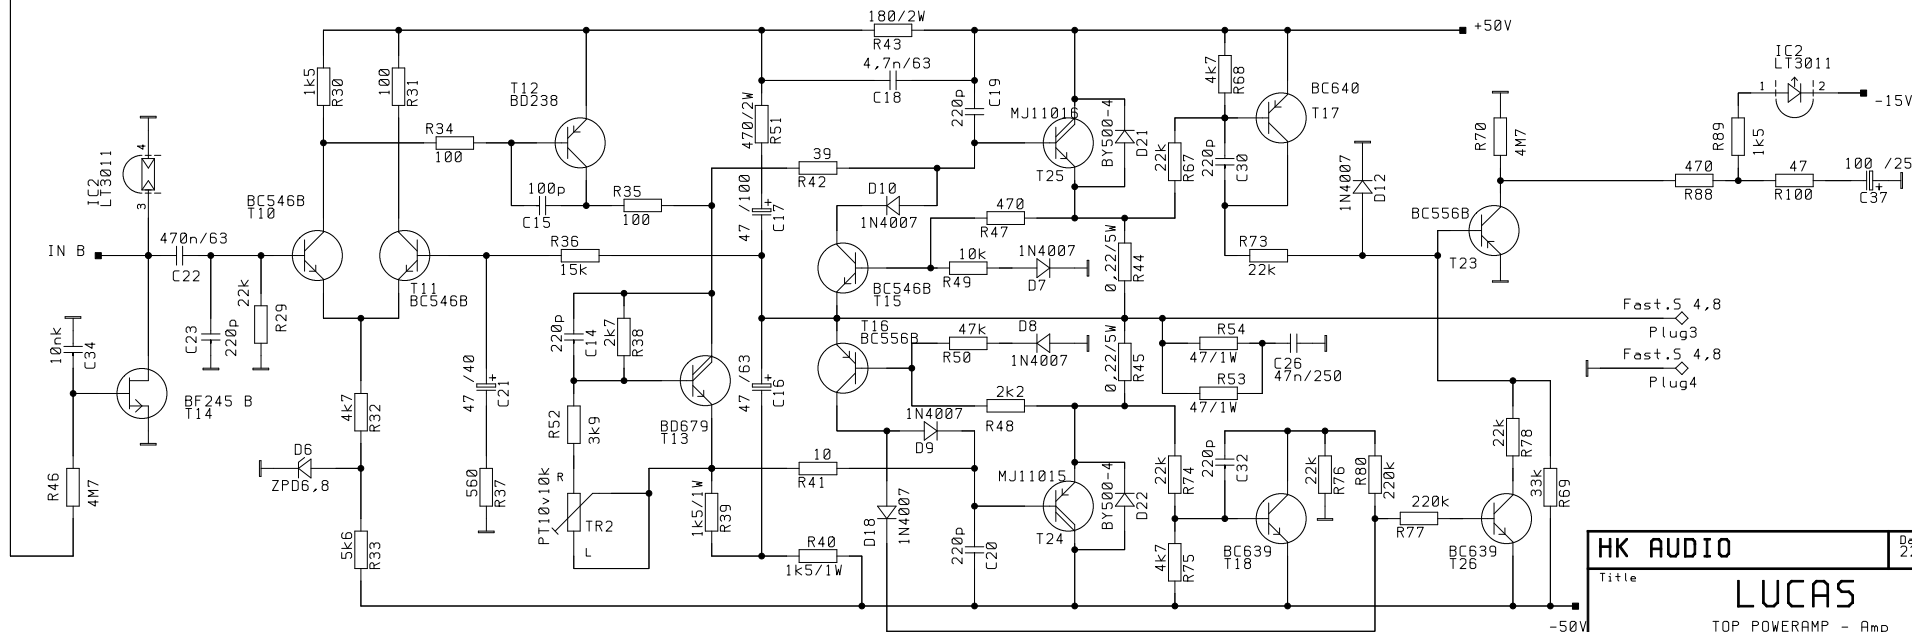 180/2W
R43
+50V
4,7n/63
C18
1k5
R30
100
R31
T12
BD238
470/2W
R51
220p
C19
4k7
R68
BC640
T17
IC2
LT3011
1
2
-15V
MJ11016
T25
BY500-4
D21
R34
100
IC2
LT3011
4
3
39
R42
22k
R67
220p
C30
1N4007
D12
R70
4M7
R89
1k5
470
R88
47
R100
100 /25
C37
100p
C15
R35
100
D10
1N4007
BC546B
T10
47 /100
C17
470
R47
BC556B
T23
IN B
470n/63
C22
R36
15k
10k
R49
1N4007
D7
0,22/5W
R44
R73
22k
T11
BC546B
BC546B
T15
22k
R29
C23
220p
10nk
C34
220p
C14
2k7
R38
T16
BC556B
47k
R50
D8
1N4007
0,22/5W
R45
R54
47/1W
R53
47/1W
C26
47n/250
Fast.S 4,8
Plug3
Fast.S 4,8
Plug4
BF245 B
T14
4k7
R32
47 /40
C21
47 /63
C16
2k2
R48
1N4007
D9
R52
3k9
BD679
T13
R46
4M7
D6
ZPD6,8
560
R37
R
PT10v10k
TR2
L
1k5/1W
R39
10
R41
MJ11015
T24
BY500-4
D22
22k
R74
220p
C32
22k
R76
R80
220k
22k
R78
33k
R69
220k
R77
5k6
R33
R40
1k5/1W
D18
1N4007
220p
C20
4k7
R75
BC639
T18
BC639
T26
-50V
HK AUDIO
Title
LUCAS
TOP POWERAMP - Amp